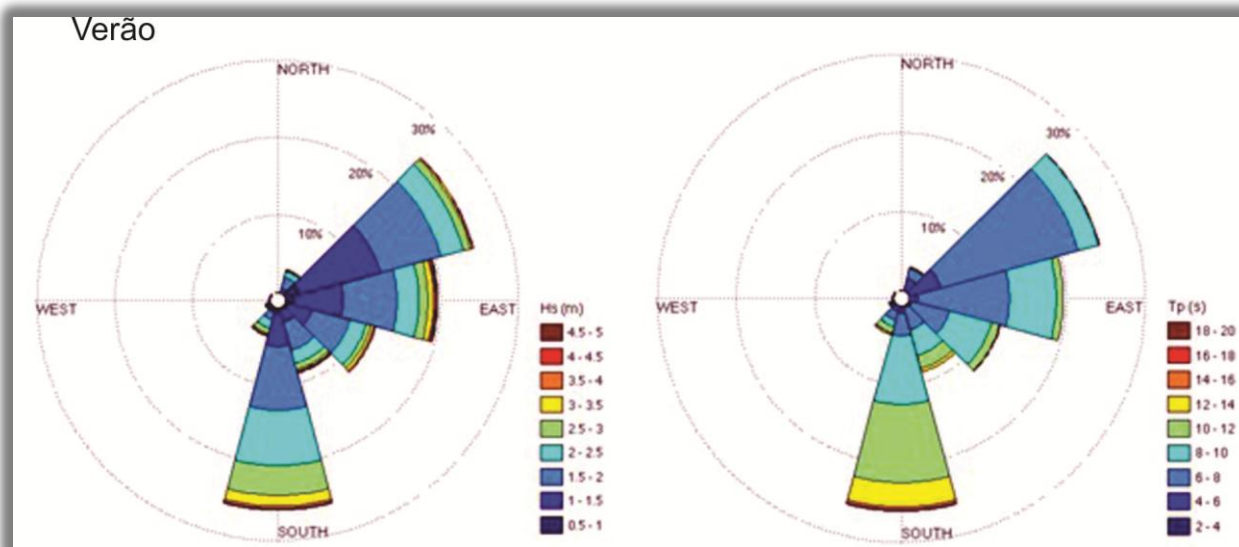 Verão
NORTH
30%
20%
10%
WEST
EAST
SOUTH
Hs (m)
4.5 - 5
4 - 4.5
3.5 - 4
3 - 3.5
2.5 - 3
2 - 2.5
1.5 - 2
1 - 1.5
0.5 - 1
NORTH
30%
20%
10%
WEST
EAST
SOUTH
Tp (s)
18 - 20
16 - 18
14 - 16
12 - 14
10 - 12
8 - 10
6 - 8
4 - 6
2 - 4